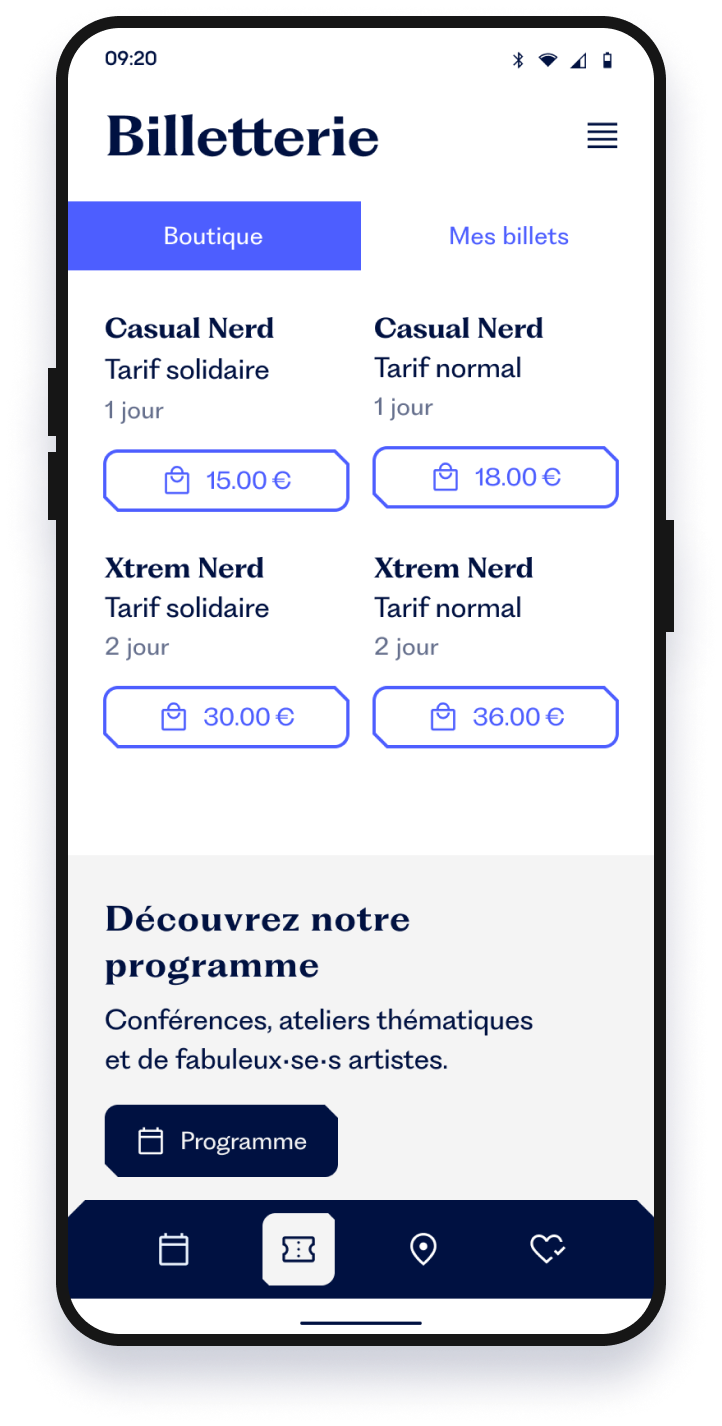 09:20
Billetterie
Boutique
Mes billets
Casual Nerd
Tarif solidaire
1 jour
15.00 €
Casual Nerd
Tarif normal
1 jour
18.00 €
Xtrem Nerd
Tarif solidaire
2 jour
30.00 €
Xtrem Nerd
Tarif normal
2 jour
36.00 €
Découvrez notre
programme
Conférences, ateliers thématiques
et de fabuleux·se·s artistes.
Programme